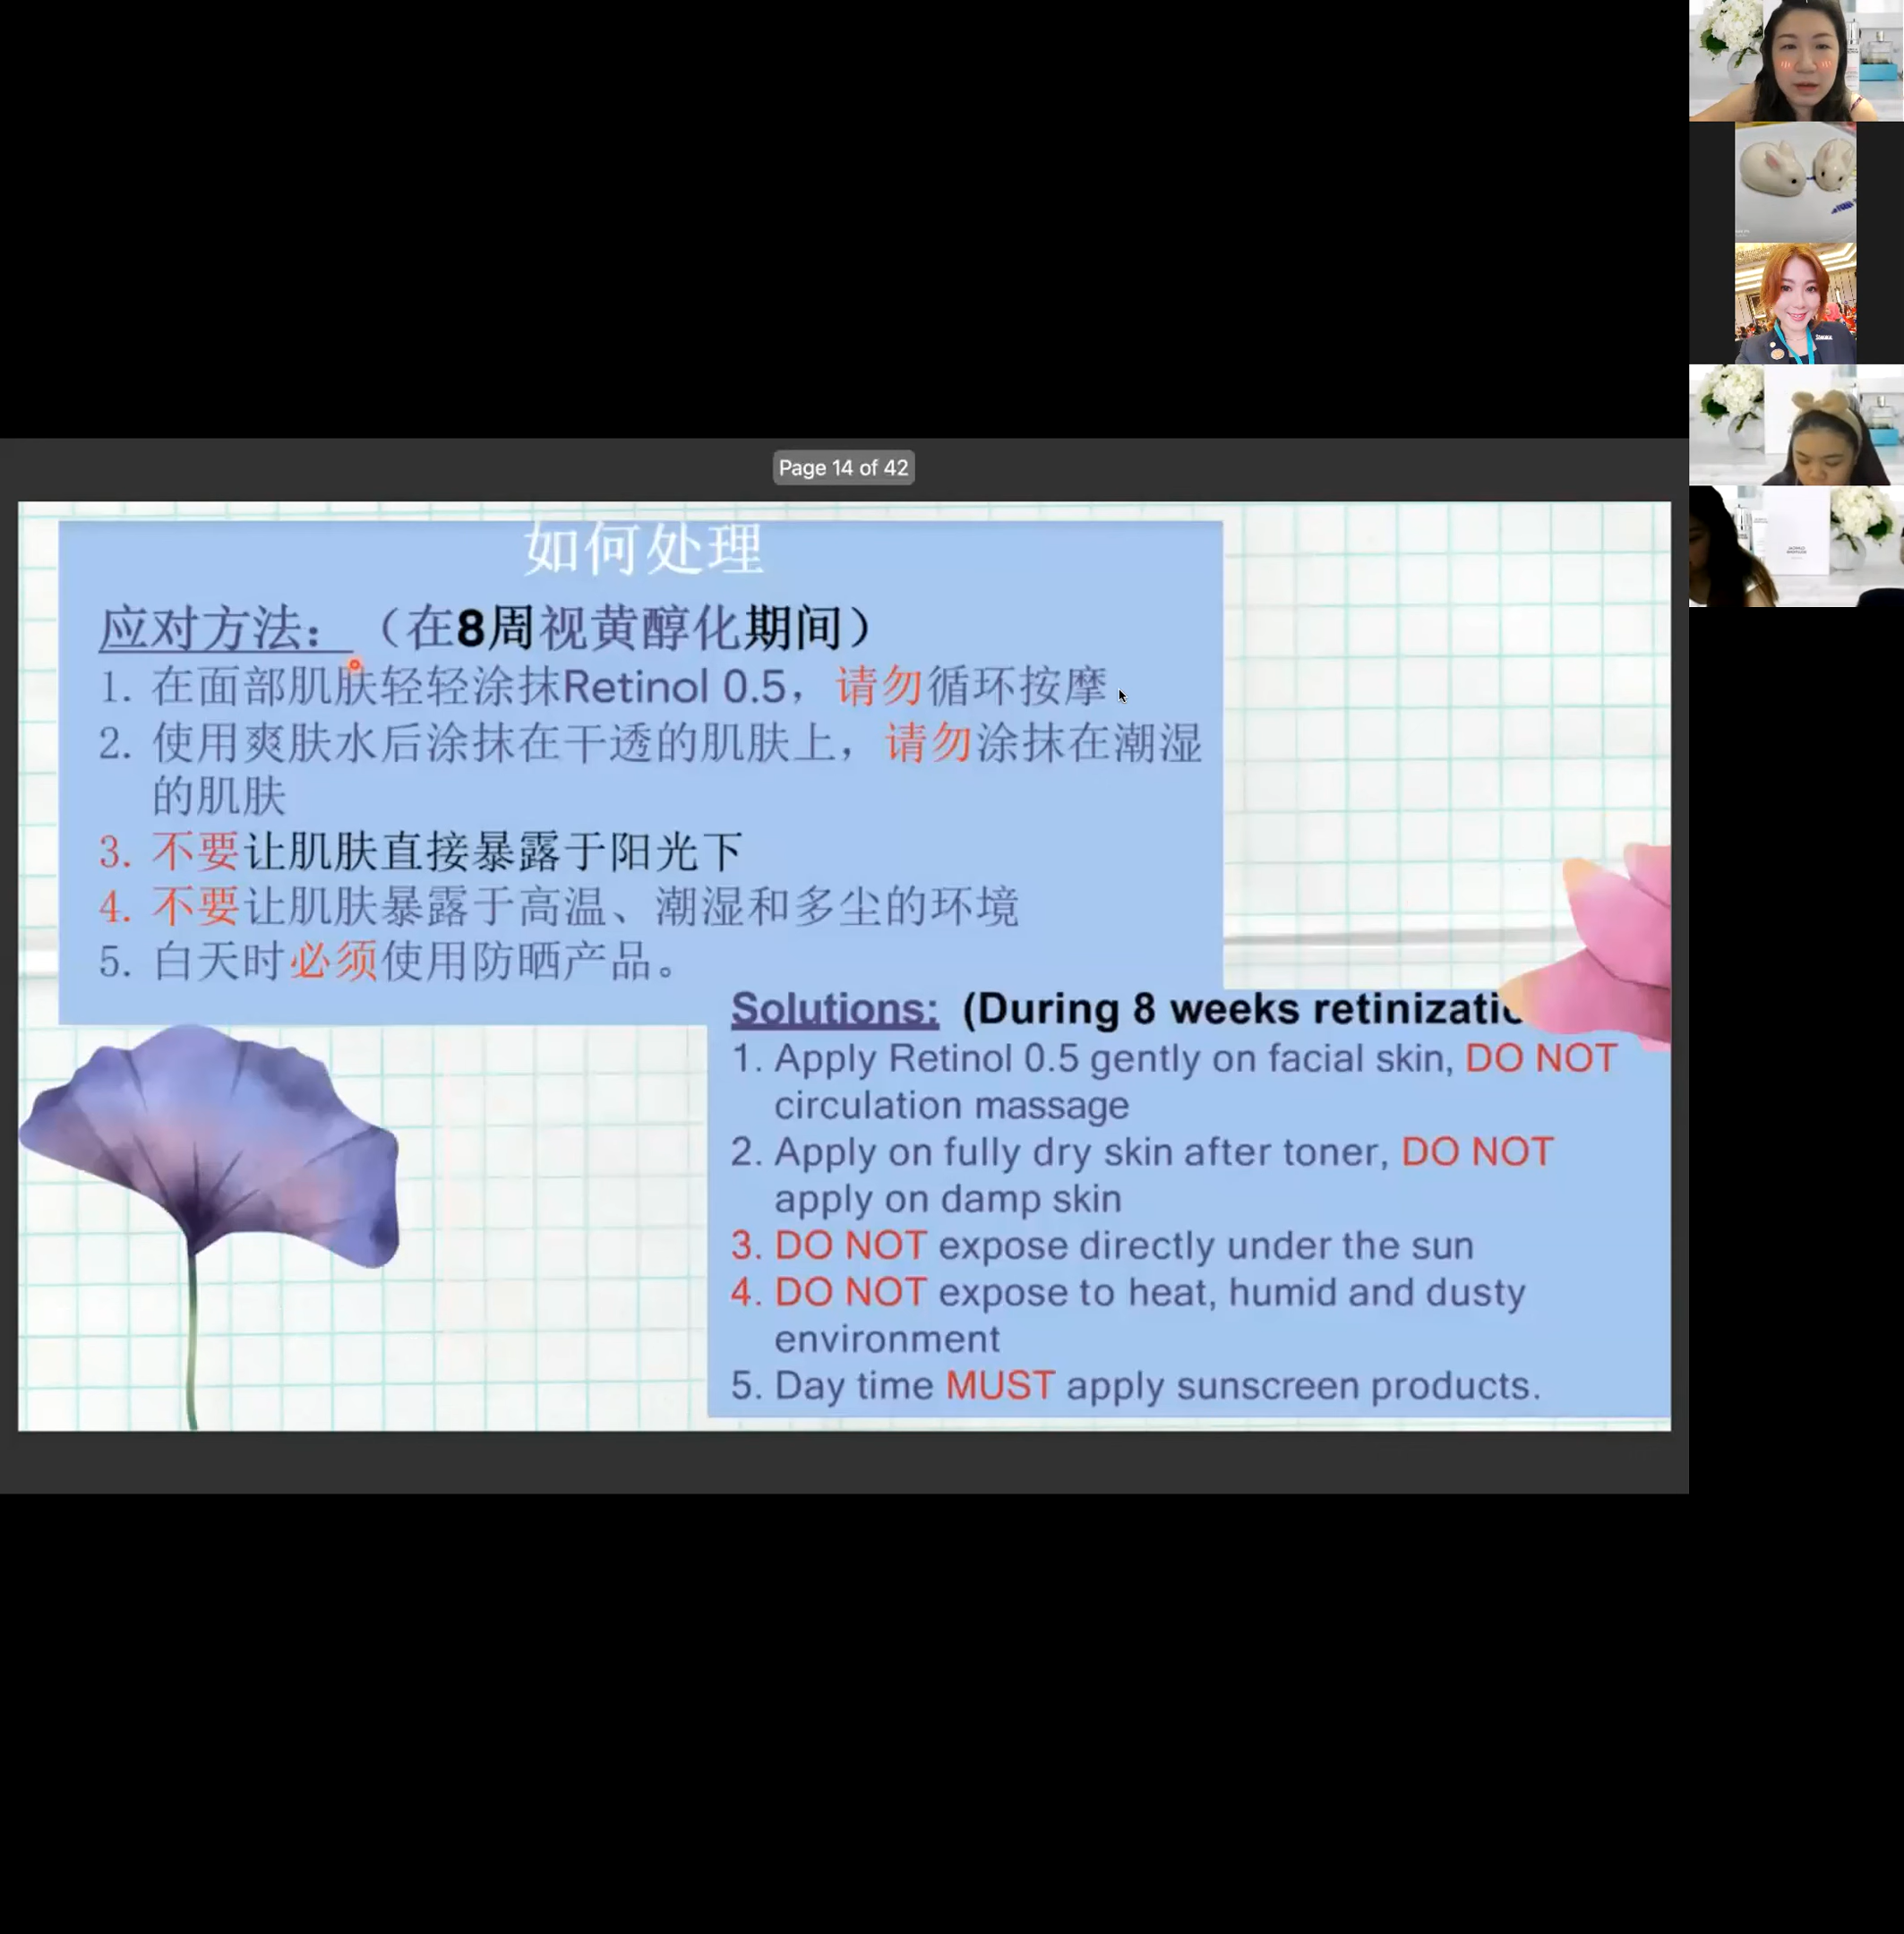 Page 14 of 42
如何处理
应对方法：（在8周视黄醇化期间）
1. 在面部肌肤轻轻涂抹Retinol 0.5，请勿循环按摩
2. 使用爽肤水后涂抹在干透的肌肤上，请勿涂抹在潮湿
的肌肤
3. 不要让肌肤直接暴露于阳光下
4. 不要让肌肤暴露于高温、潮湿和多尘的环境
5. 白天时必须使用防晒产品。
Solutions: (During 8 weeks
1. Apply Retinol 0.5 gently on facial skin, DO NOT
circulation massage
2. Apply on fully dry skin after toner, DO NOT
apply on damp skin
3. DO NOT expose directly under the sun
4. DO NOT expose to heat, humid and dusty
environment
5. Day time MUST apply sunscreen products.